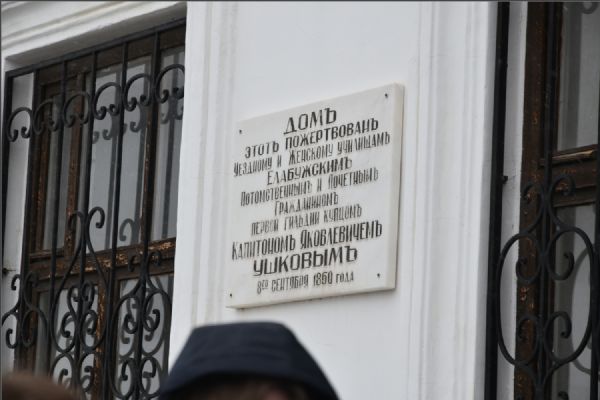 ДОМЪ
ЭТОТЪ ПОЖЕРТВОВАНЪ
УѢЗДНОМУ И ЖЕНСКОМУ УЧИЛИЩАМЪ
ЕЛАБУЖСКИМЪ
ПОТОМСТВЕННЫМЪ И ПОЧЕТНЫМЪ
ГРАЖДАНИНОМЪ
ПЕРВОЙ ГИЛЬДИИ КУПЦОМЪ
КАПИТОНОМЪ ЯКОВЛЕВИЧЕМЪ
УШКОВЫМЪ
8ГО СЕНТЯБРЯ 1860 ГОДА